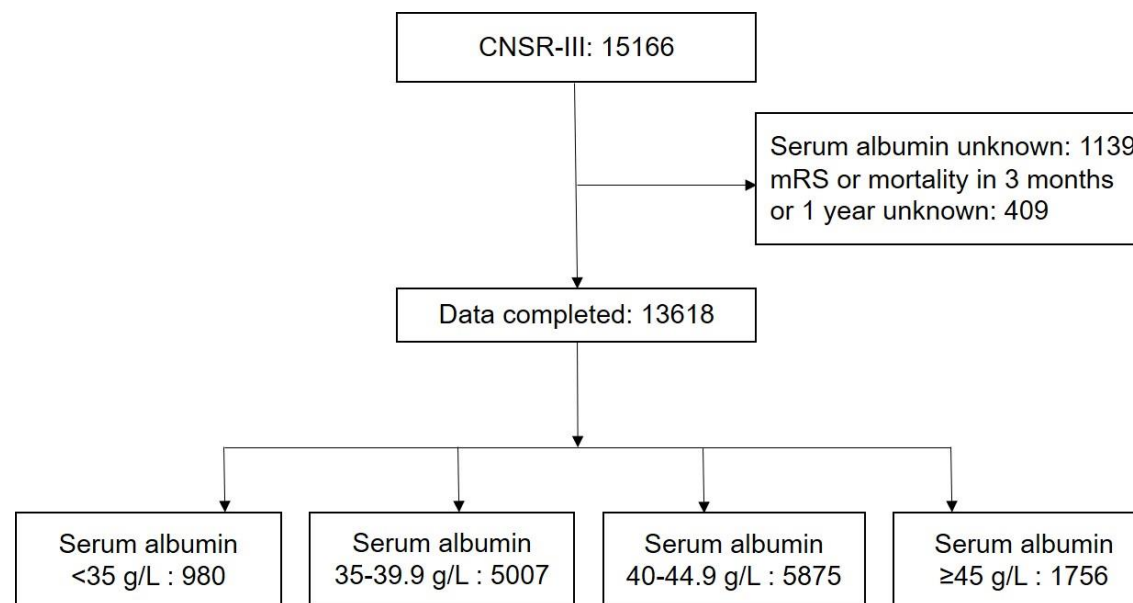 CNSR-III: 15166
Serum albumin unknown: 1139
mRS or mortality in 3 months
or 1 year unknown: 409
Data completed: 13618
Serum albumin
<35 g/L : 980
Serum albumin
35-39.9 g/L : 5007
Serum albumin
40-44.9 g/L : 5875
Serum albumin
≥45 g/L : 1756